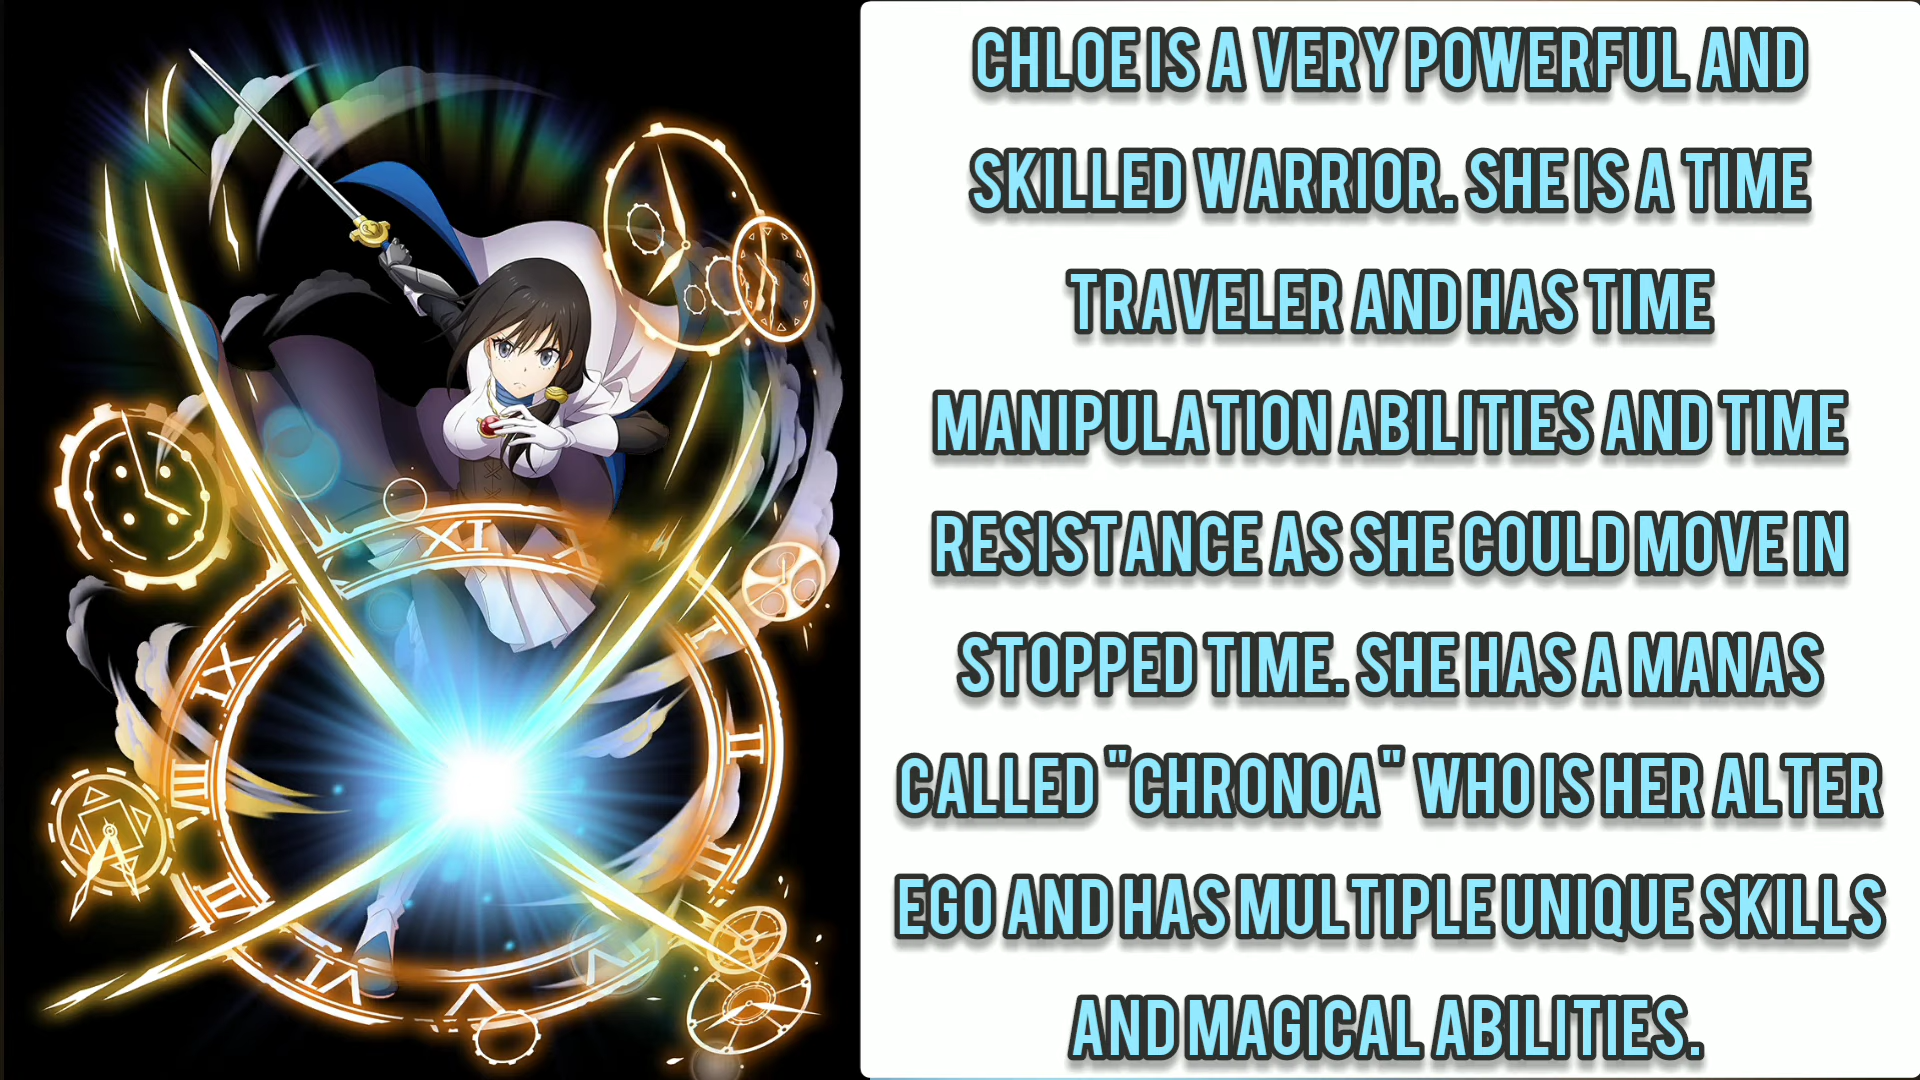 CHLOE IS A VERY POWERFUL AND
SKILLED WARRIOR. SHE IS A TIME
TRAVELER AND HAS TIME
MANIPULATION ABILITIES AND TIME
RESISTANCE AS SHE COULD MOVE IN
STOPPED TIME. SHE HAS A MANAS
CALLED "CHRONOA" WHO IS HER ALTER
EGO AND HAS MULTIPLE UNIQUE SKILLS
AND MAGICAL ABILITIES.